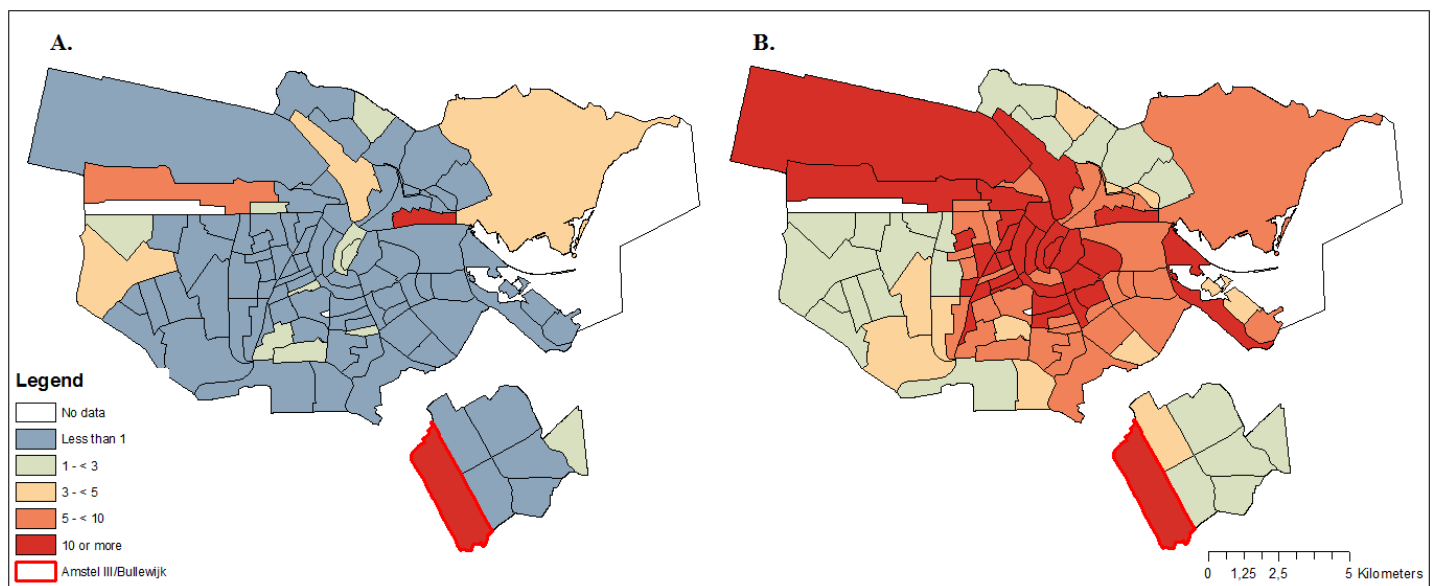 A.
B.
Legend
No data
Less than 1
1 - < 3
3 - < 5
5 - < 10
10 or more
Amstel III/Bullewijk
0 1,25 2,5 5 Kilometers